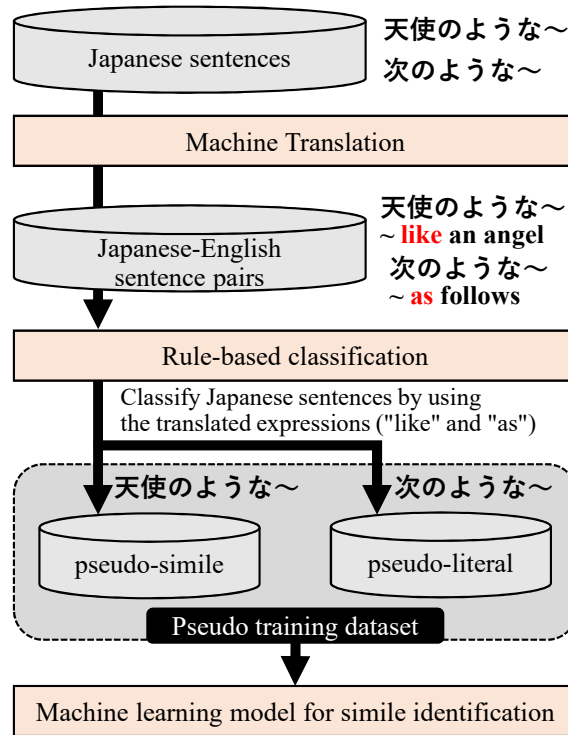 天使のような～
Japanese sentences
次のような～
Machine Translation
天使のような～
~ like an angel
Japanese-English
sentence pairs
次のような～
~ as follows
Rule-based classification
Classify Japanese sentences by using
the translated expressions ("like" and "as")
天使のような～
次のような～
pseudo-simile
pseudo-literal
Pseudo training dataset
Machine learning model for simile identification